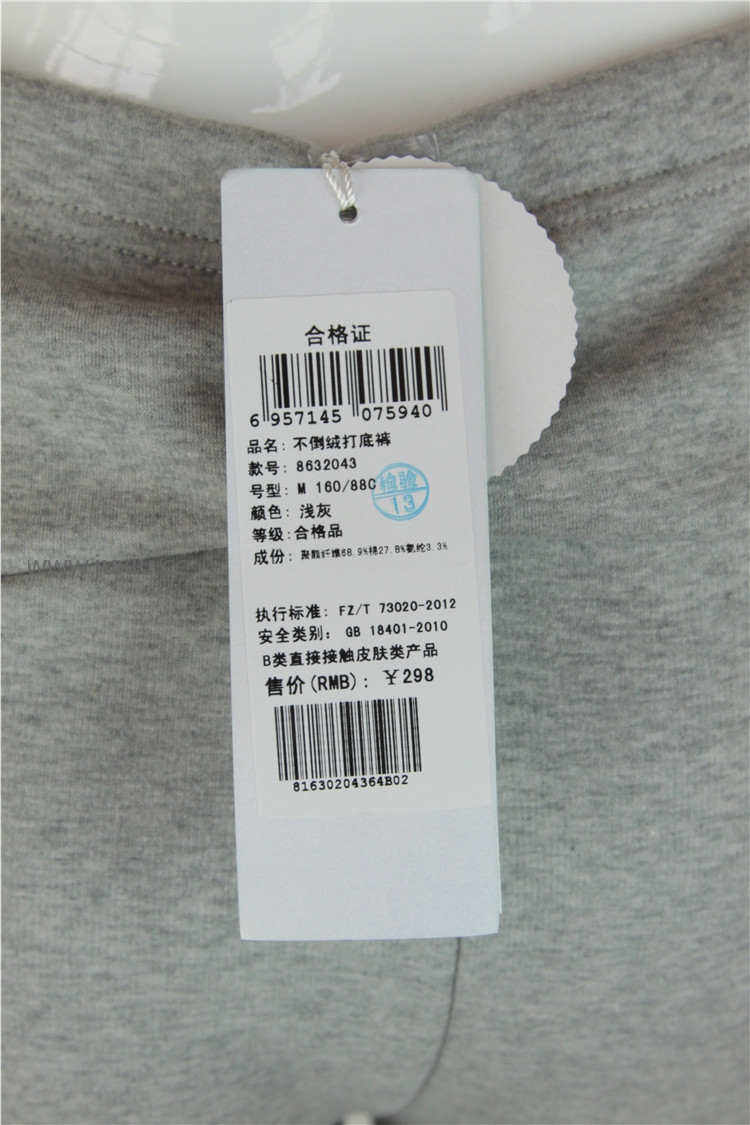 合格证
6 957145 075940
品名: 不倒绒打底裤
款号: 8632043
号型: M 160/88C
检验
13
颜色: 浅灰
等级:合格品
成份: 聚酯纤维68.9%棉27.8%氨纶3.3%
执行标准: FZ/T 73020-2012
安全类别: GB 18401-2010
B类直接接触皮肤类产品
售价(RMB): ￥298
81630204364B02